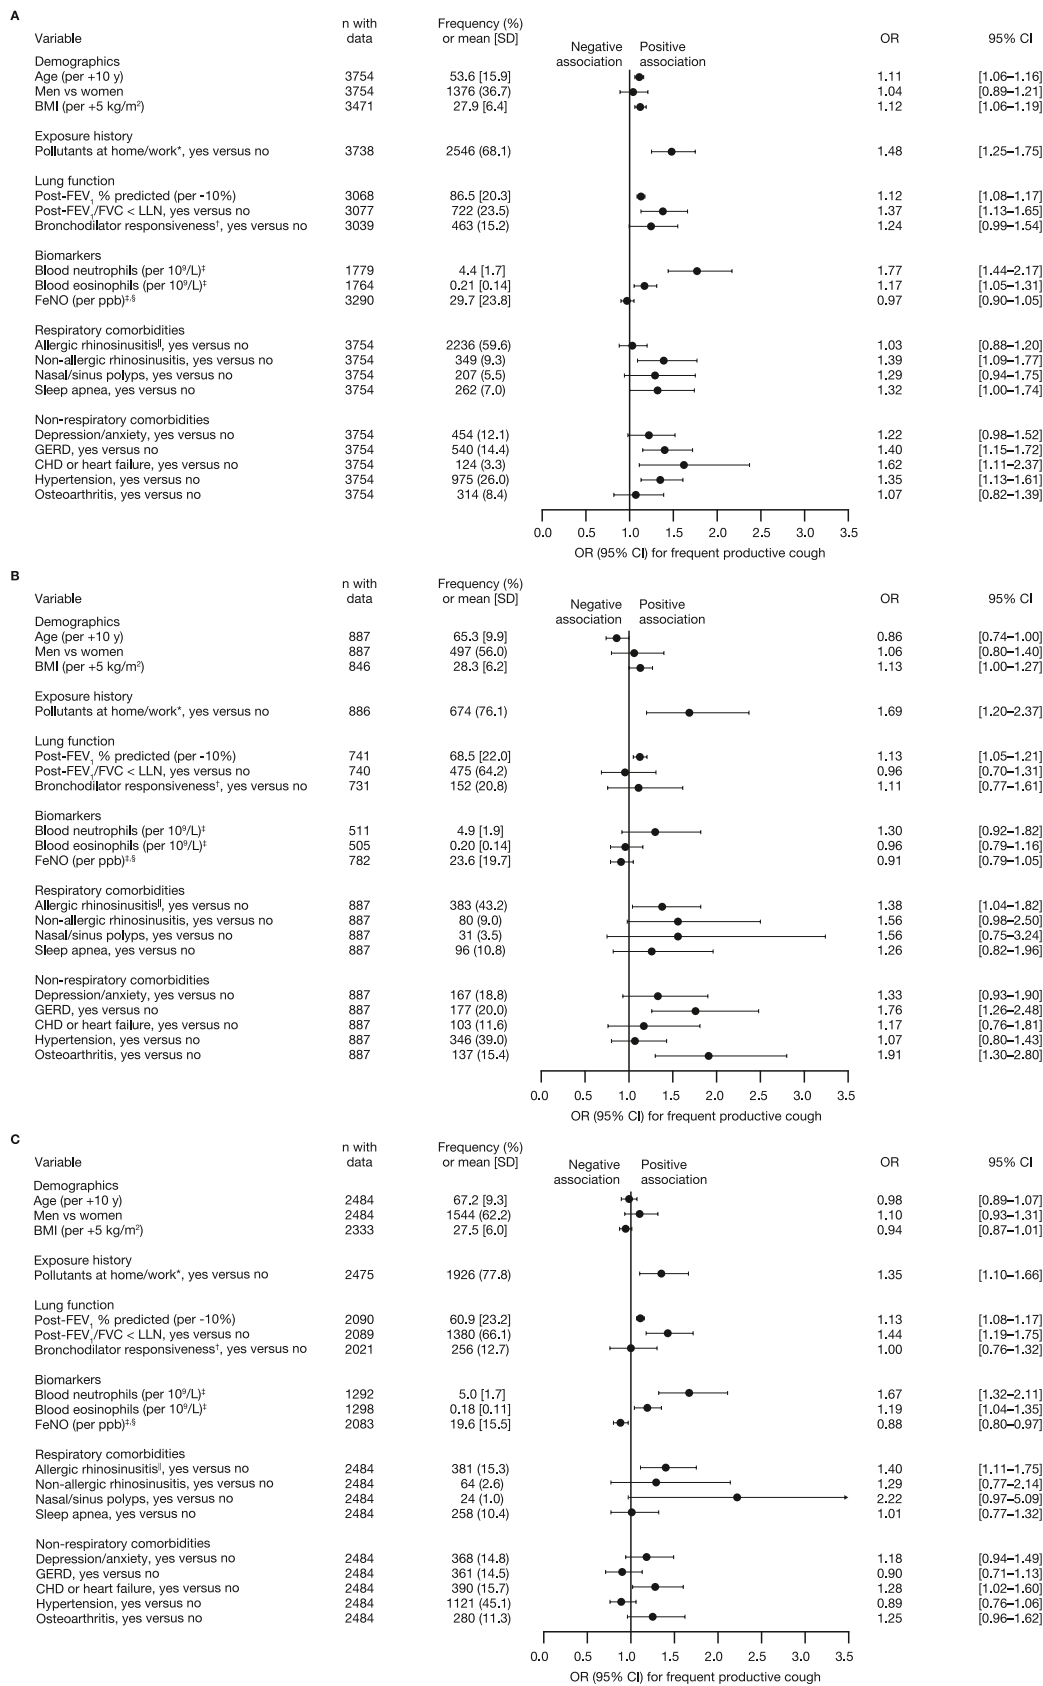 A
Variable n with data Frequency (%) or mean [SD] Negative association Positive association OR 95% CI
Demographics
Age (per +10 y) 3754 53.6 [15.9] 1.11 [1.06–1.16]
Men vs women 3754 1376 (36.7) 1.04 [0.89–1.21]
BMI (per +5 kg/m²) 3471 27.9 [6.4] 1.12 [1.06–1.19]
Exposure history
Pollutants at home/work*, yes versus no 3738 2546 (68.1) 1.48 [1.25–1.75]
Lung function
Post-FEV₁ % predicted (per -10%) 3068 86.5 [20.3] 1.12 [1.08–1.17]
Post-FEV₁/FVC < LLN, yes versus no 3077 722 (23.5) 1.37 [1.13–1.65]
Bronchodilator responsiveness†, yes versus no 3039 463 (15.2) 1.24 [0.99–1.54]
Biomarkers
Blood neutrophils (per 10⁹/L)‡ 1779 4.4 [1.7] 1.77 [1.44–2.17]
Blood eosinophils (per 10⁹/L)‡ 1764 0.21 [0.14] 1.17 [1.05–1.31]
FeNO (per ppb)‡,§ 3290 29.7 [23.8] 0.97 [0.90–1.05]
Respiratory comorbidities
Allergic rhinosinusitis‖, yes versus no 3754 2236 (59.6) 1.03 [0.88–1.20]
Non-allergic rhinosinusitis, yes versus no 3754 349 (9.3) 1.39 [1.09–1.77]
Nasal/sinus polyps, yes versus no 3754 207 (5.5) 1.29 [0.94–1.75]
Sleep apnea, yes versus no 3754 262 (7.0) 1.32 [1.00–1.74]
Non-respiratory comorbidities
Depression/anxiety, yes versus no 3754 454 (12.1) 1.22 [0.98–1.52]
GERD, yes versus no 3754 540 (14.4) 1.40 [1.15–1.72]
CHD or heart failure, yes versus no 3754 124 (3.3) 1.62 [1.11–2.37]
Hypertension, yes versus no 3754 975 (26.0) 1.35 [1.13–1.61]
Osteoarthritis, yes versus no 3754 314 (8.4) 1.07 [0.82–1.39]
0.0 0.5 1.0 1.5 2.0 2.5 3.0 3.5
OR (95% CI) for frequent productive cough
B
Variable n with data Frequency (%) or mean [SD] Negative association Positive association OR 95% CI
Demographics
Age (per +10 y) 887 65.3 [9.9] 0.86 [0.74–1.00]
Men vs women 887 497 (56.0) 1.06 [0.80–1.40]
BMI (per +5 kg/m²) 846 28.3 [6.2] 1.13 [1.00–1.27]
Exposure history
Pollutants at home/work*, yes versus no 886 674 (76.1) 1.69 [1.20–2.37]
Lung function
Post-FEV₁ % predicted (per -10%) 741 68.5 [22.0] 1.13 [1.05–1.21]
Post-FEV₁/FVC < LLN, yes versus no 740 475 (64.2) 0.96 [0.70–1.31]
Bronchodilator responsiveness†, yes versus no 731 152 (20.8) 1.11 [0.77–1.61]
Biomarkers
Blood neutrophils (per 10⁹/L)‡ 511 4.9 [1.9] 1.30 [0.92–1.82]
Blood eosinophils (per 10⁹/L)‡ 505 0.20 [0.14] 0.96 [0.79–1.16]
FeNO (per ppb)‡,§ 782 23.6 [19.7] 0.91 [0.79–1.05]
Respiratory comorbidities
Allergic rhinosinusitis‖, yes versus no 887 383 (43.2) 1.38 [1.04–1.82]
Non-allergic rhinosinusitis, yes versus no 887 80 (9.0) 1.56 [0.98–2.50]
Nasal/sinus polyps, yes versus no 887 31 (3.5) 1.56 [0.75–3.24]
Sleep apnea, yes versus no 887 96 (10.8) 1.26 [0.82–1.96]
Non-respiratory comorbidities
Depression/anxiety, yes versus no 887 167 (18.8) 1.33 [0.93–1.90]
GERD, yes versus no 887 177 (20.0) 1.76 [1.26–2.48]
CHD or heart failure, yes versus no 887 103 (11.6) 1.17 [0.76–1.81]
Hypertension, yes versus no 887 346 (39.0) 1.07 [0.80–1.43]
Osteoarthritis, yes versus no 887 137 (15.4) 1.91 [1.30–2.80]
0.0 0.5 1.0 1.5 2.0 2.5 3.0 3.5
OR (95% CI) for frequent productive cough
C
Variable n with data Frequency (%) or mean [SD] Negative association Positive association OR 95% CI
Demographics
Age (per +10 y) 2484 67.2 [9.3] 0.98 [0.89–1.07]
Men vs women 2484 1544 (62.2) 1.10 [0.93–1.31]
BMI (per +5 kg/m²) 2333 27.5 [6.0] 0.94 [0.87–1.01]
Exposure history
Pollutants at home/work*, yes versus no 2475 1926 (77.8) 1.35 [1.10–1.66]
Lung function
Post-FEV₁ % predicted (per -10%) 2090 60.9 [23.2] 1.13 [1.08–1.17]
Post-FEV₁/FVC < LLN, yes versus no 2089 1380 (66.1) 1.44 [1.19–1.75]
Bronchodilator responsiveness†, yes versus no 2021 256 (12.7) 1.00 [0.76–1.32]
Biomarkers
Blood neutrophils (per 10⁹/L)‡ 1292 5.0 [1.7] 1.67 [1.32–2.11]
Blood eosinophils (per 10⁹/L)‡ 1298 0.18 [0.11] 1.19 [1.04–1.35]
FeNO (per ppb)‡,§ 2083 19.6 [15.5] 0.88 [0.80–0.97]
Respiratory comorbidities
Allergic rhinosinusitis‖, yes versus no 2484 381 (15.3) 1.40 [1.11–1.75]
Non-allergic rhinosinusitis, yes versus no 2484 64 (2.6) 1.29 [0.77–2.14]
Nasal/sinus polyps, yes versus no 2484 24 (1.0) 2.22 [0.97–5.09]
Sleep apnea, yes versus no 2484 258 (10.4) 1.01 [0.77–1.32]
Non-respiratory comorbidities
Depression/anxiety, yes versus no 2484 368 (14.8) 1.18 [0.94–1.49]
GERD, yes versus no 2484 361 (14.5) 0.90 [0.71–1.13]
CHD or heart failure, yes versus no 2484 390 (15.7) 1.28 [1.02–1.60]
Hypertension, yes versus no 2484 1121 (45.1) 0.89 [0.76–1.06]
Osteoarthritis, yes versus no 2484 280 (11.3) 1.25 [0.96–1.62]
0.0 0.5 1.0 1.5 2.0 2.5 3.0 3.5
OR (95% CI) for frequent productive cough